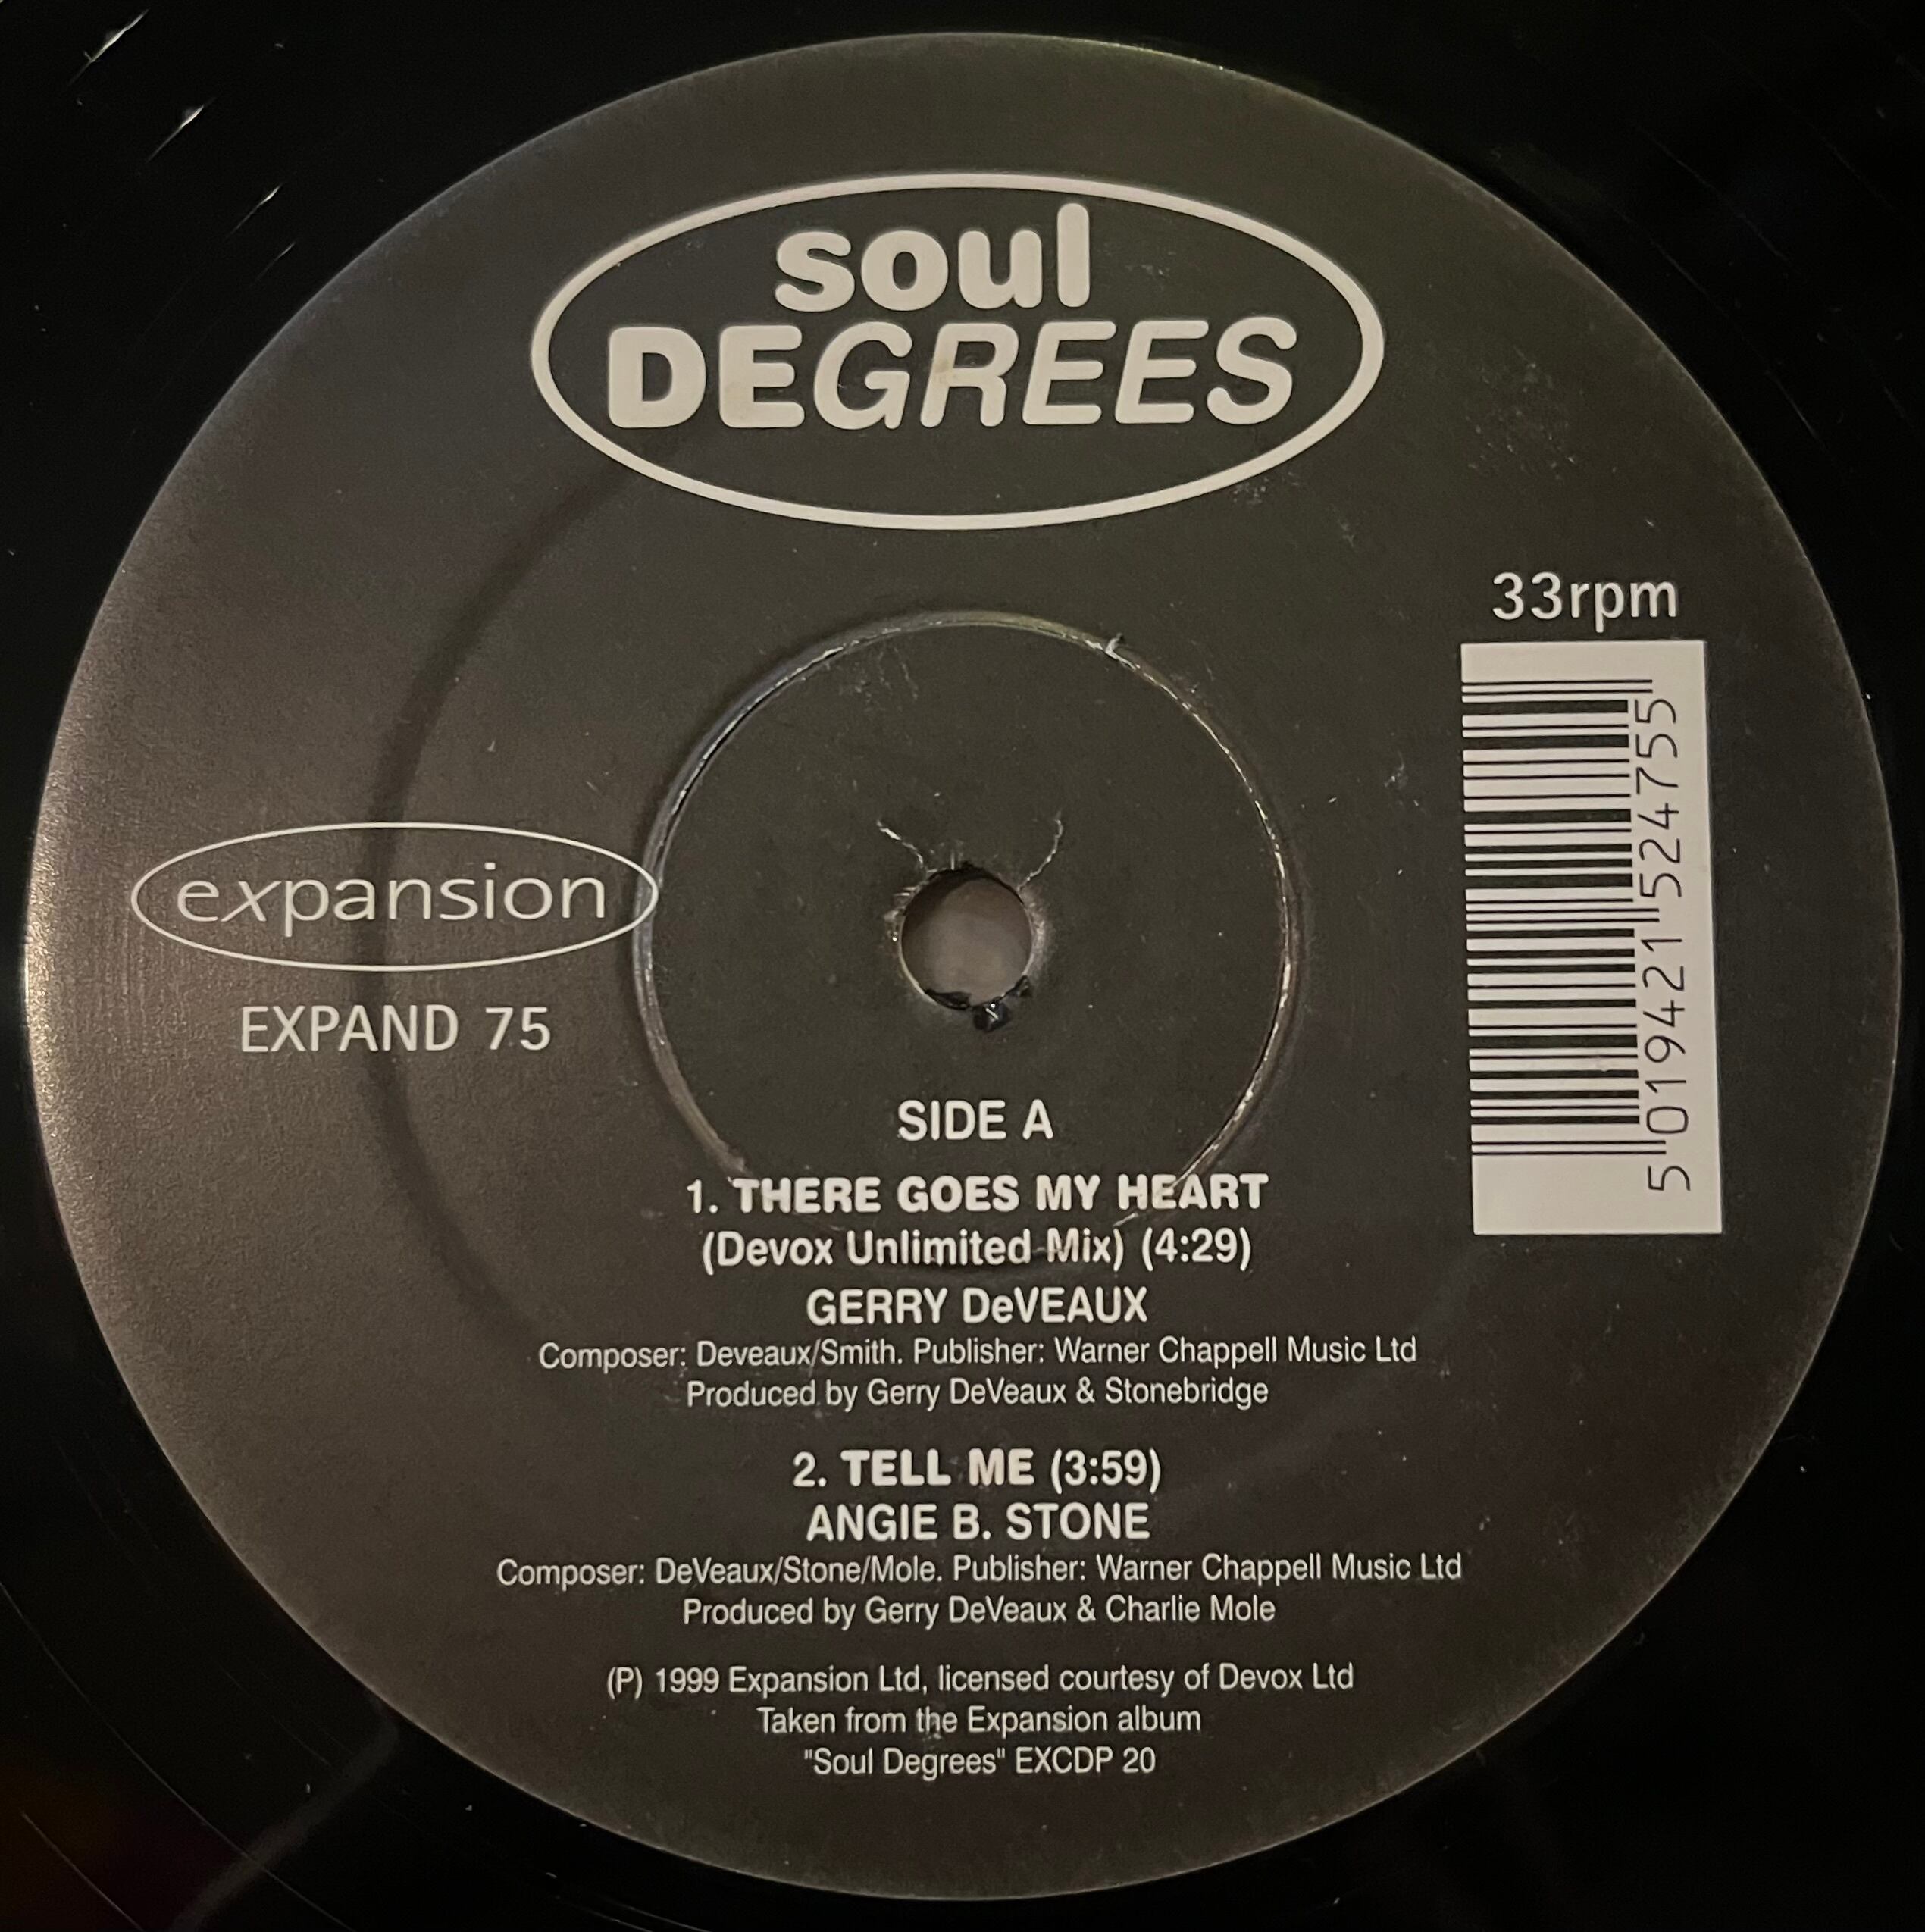 soul
DEGREES
33rpm
5 019421 524755
expansion
EXPAND 75
SIDE A
1. THERE GOES MY HEART
(Devox Unlimited Mix) (4:29)
GERRY DeVEAUX
Composer: Deveaux/Smith. Publisher: Warner Chappell Music Ltd
Produced by Gerry DeVeaux & Stonebridge
2. TELL ME (3:59)
ANGIE B. STONE
Composer: DeVeaux/Stone/Mole. Publisher: Warner Chappell Music Ltd
Produced by Gerry DeVeaux & Charlie Mole
(P) 1999 Expansion Ltd, licensed courtesy of Devox Ltd
Taken from the Expansion album
"Soul Degrees" EXCDP 20